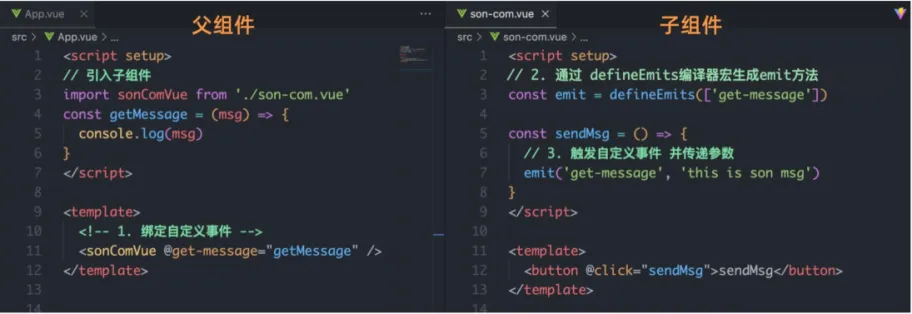 App.vue ×
父组件
···
src > App.vue > ...
1 <script setup>
2 // 引入子组件
3 import sonComVue from './son-com.vue'
4 const getMessage = (msg) => {
5 console.log(msg)
6 }
7 </script>
8
9 <template>
10 <!-- 1. 绑定自定义事件 -->
11 <sonComVue @get-message="getMessage" />
12 </template>
13
14
son-com.vue ×
子组件
src > son-com.vue > ...
1 <script setup>
2 // 2. 通过 defineEmits编译器宏生成emit方法
3 const emit = defineEmits(['get-message'])
4
5 const sendMsg = () => {
6 // 3. 触发自定义事件 并传递参数
7 emit('get-message', 'this is son msg')
8 }
9 </script>
10
11 <template>
12 <button @click="sendMsg">sendMsg</button>
13 </template>
14